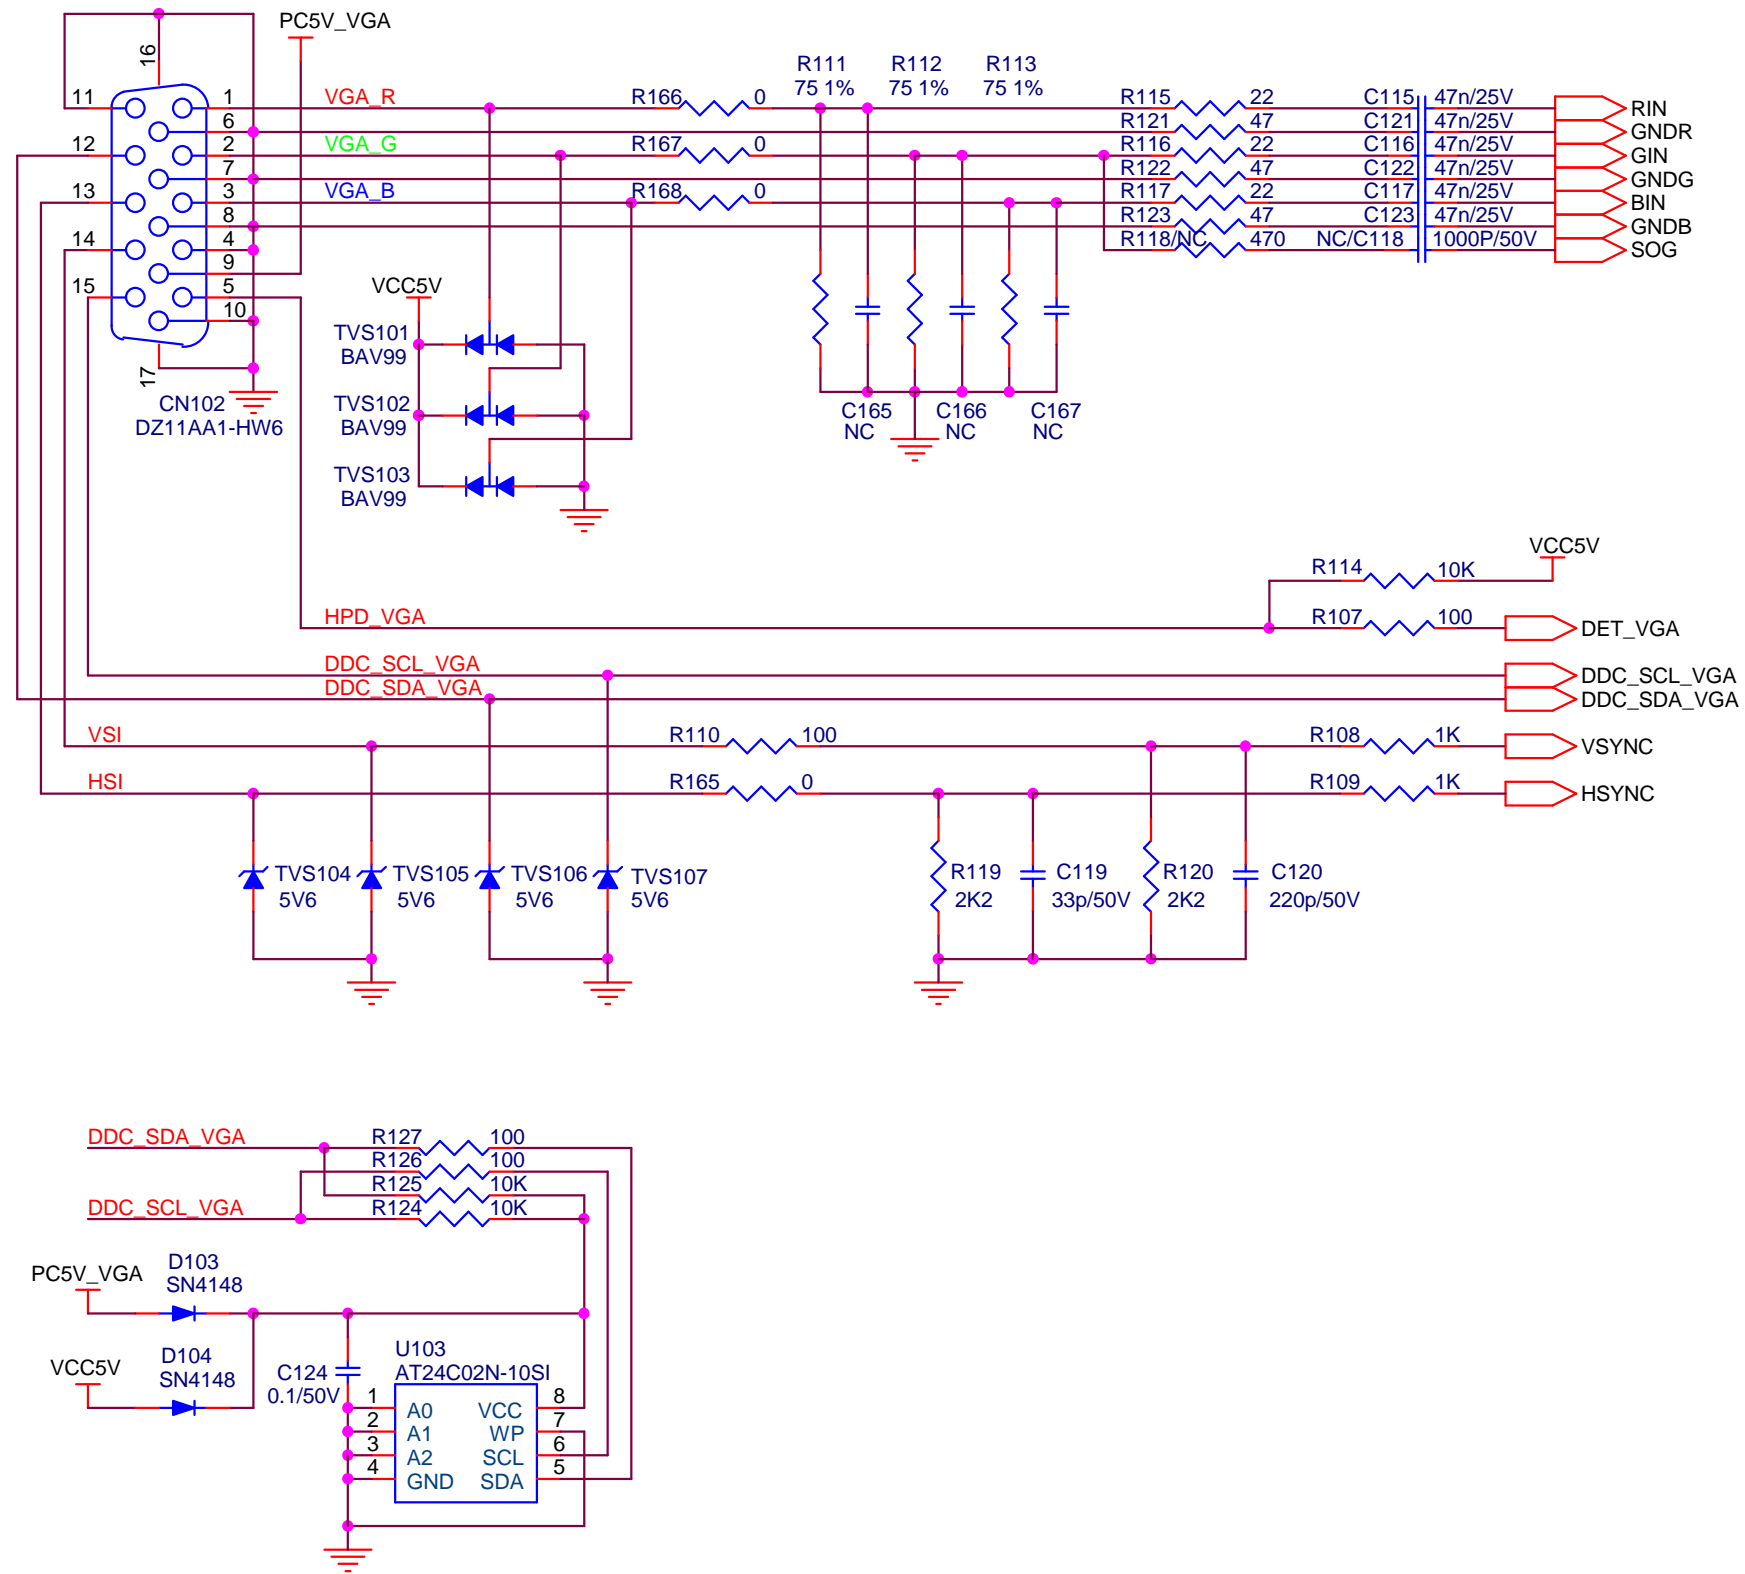 PC5V_VGA
16
11
12
13
14
15
1
6
2
7
3
8
4
9
5
10
17
CN102
DZ11AA1-HW6
VGA_R
VGA_G
VGA_B
R166 0
R167 0
R168 0
R111
75 1%
R112
75 1%
R113
75 1%
R115 22 C115 47n/25V RIN
R121 47 C121 47n/25V GNDR
R116 22 C116 47n/25V GIN
R122 47 C122 47n/25V GNDG
R117 22 C117 47n/25V BIN
R123 47 C123 47n/25V GNDB
R118/NC 470 NC/C118 1000P/50V SOG
VCC5V
TVS101
BAV99
TVS102
BAV99
TVS103
BAV99
C165
NC
C166
NC
C167
NC
VCC5V
R114 10K
HPD_VGA R107 100 DET_VGA
DDC_SCL_VGA DDC_SCL_VGA
DDC_SDA_VGA DDC_SDA_VGA
VSI R110 100 R108 1K VSYNC
HSI R165 0 R109 1K HSYNC
TVS104
5V6
TVS105
5V6
TVS106
5V6
TVS107
5V6
R119
2K2
C119
33p/50V
R120
2K2
C120
220p/50V
DDC_SDA_VGA R127 100
R126 100
R125 10K
DDC_SCL_VGA R124 10K
PC5V_VGA
D103
SN4148
VCC5V
D104
SN4148
C124
0.1/50V
U103
AT24C02N-10SI
1 A0 VCC 8
2 A1 WP 7
3 A2 SCL 6
4 GND SDA 5